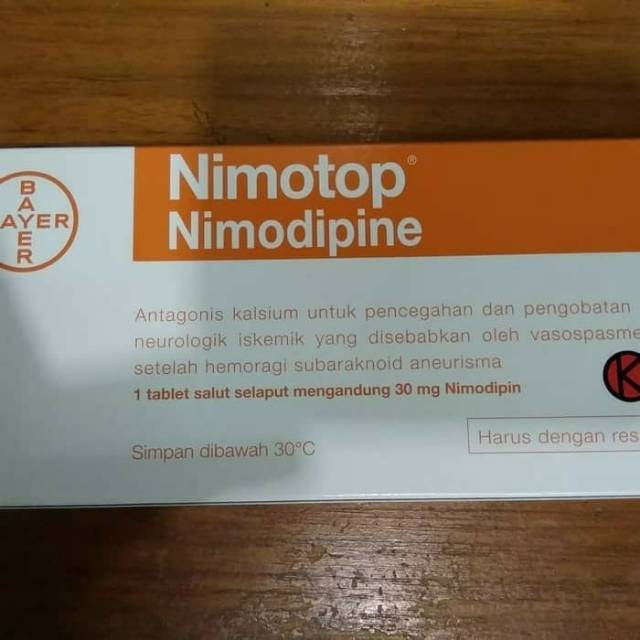 BAYER
BAYER
Nimotop®
Nimodipine
Antagonis kalsium untuk pencegahan dan pengobatan
neurologik iskemik yang disebabkan oleh vasospasme
setelah hemoragi subaraknoid aneurisma
1 tablet salut selaput mengandung 30 mg Nimodipin
K
Harus dengan res
Simpan dibawah 30°C